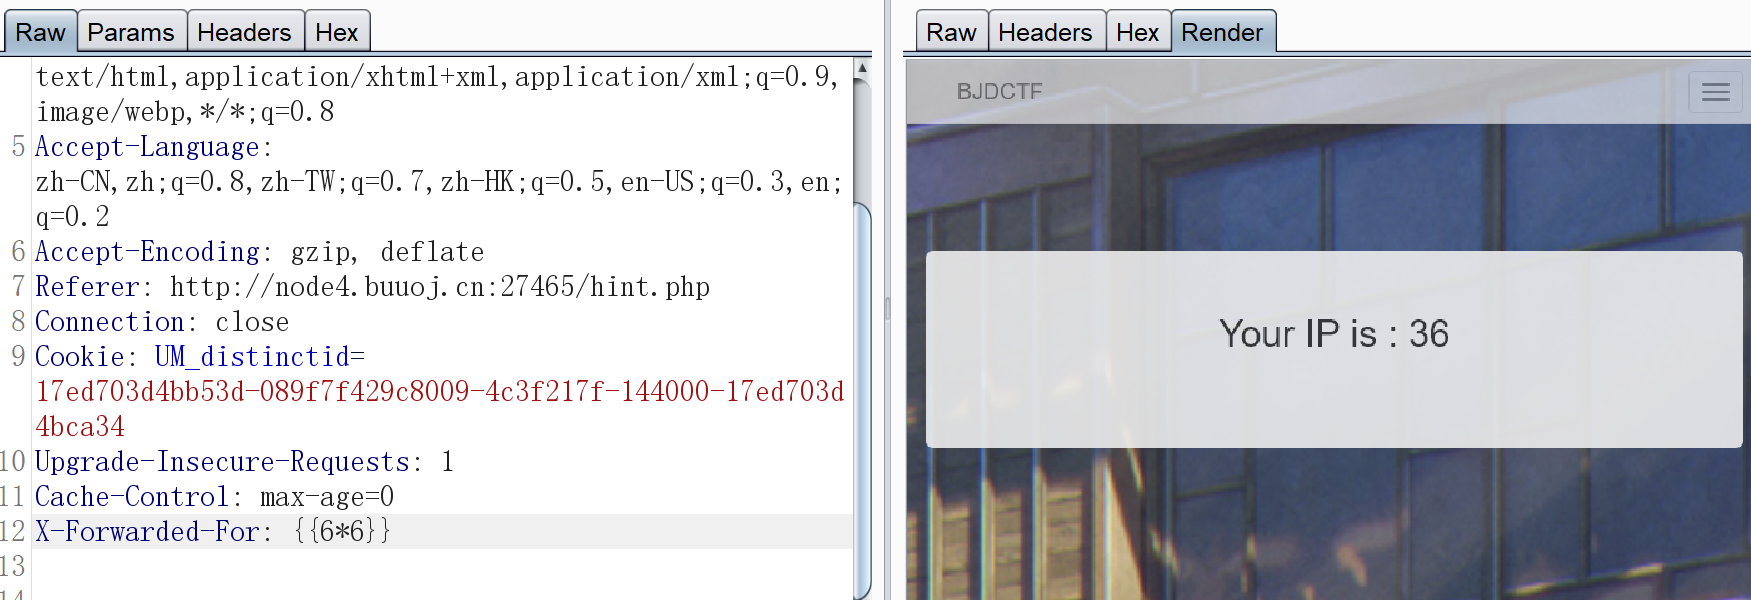 Raw Params Headers Hex
text/html,application/xhtml+xml,application/xml;q=0.9,
image/webp,*/*;q=0.8
5 Accept-Language:
zh-CN,zh;q=0.8,zh-TW;q=0.7,zh-HK;q=0.5,en-US;q=0.3,en;
q=0.2
6 Accept-Encoding: gzip, deflate
7 Referer: http://node4.buuoj.cn:27465/hint.php
8 Connection: close
9 Cookie: UM_distinctid=
17ed703d4bb53d-089f7f429c8009-4c3f217f-144000-17ed703d
4bca34
10 Upgrade-Insecure-Requests: 1
11 Cache-Control: max-age=0
12 X-Forwarded-For: {{6*6}}
13
14
Raw Headers Hex Render
BJDCTF
Your IP is : 36